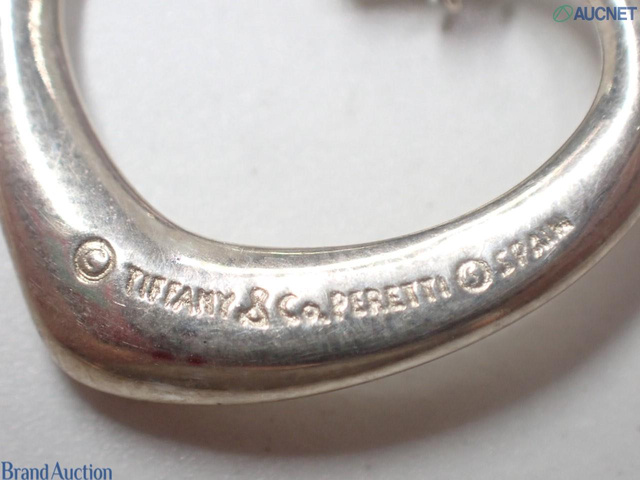 AUCNET
© TIFFANY & Co. PERETTI © SPAIN
Brand Auction